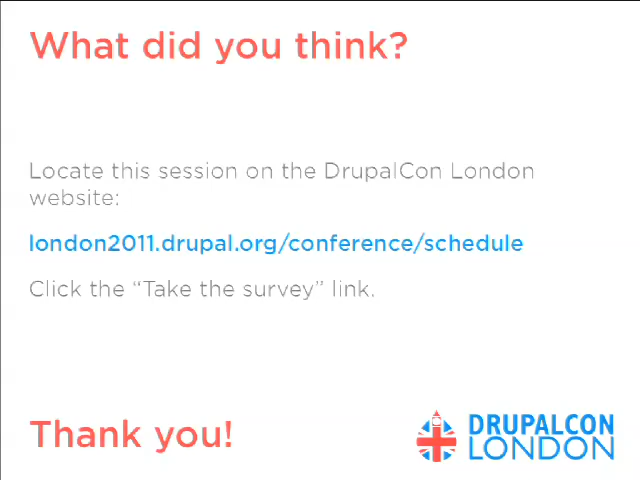 What did you think?
Locate this session on the DrupalCon London
website:
london2011.drupal.org/conference/schedule
Click the “Take the survey” link.
Thank you!
DRUPALCON
LONDON